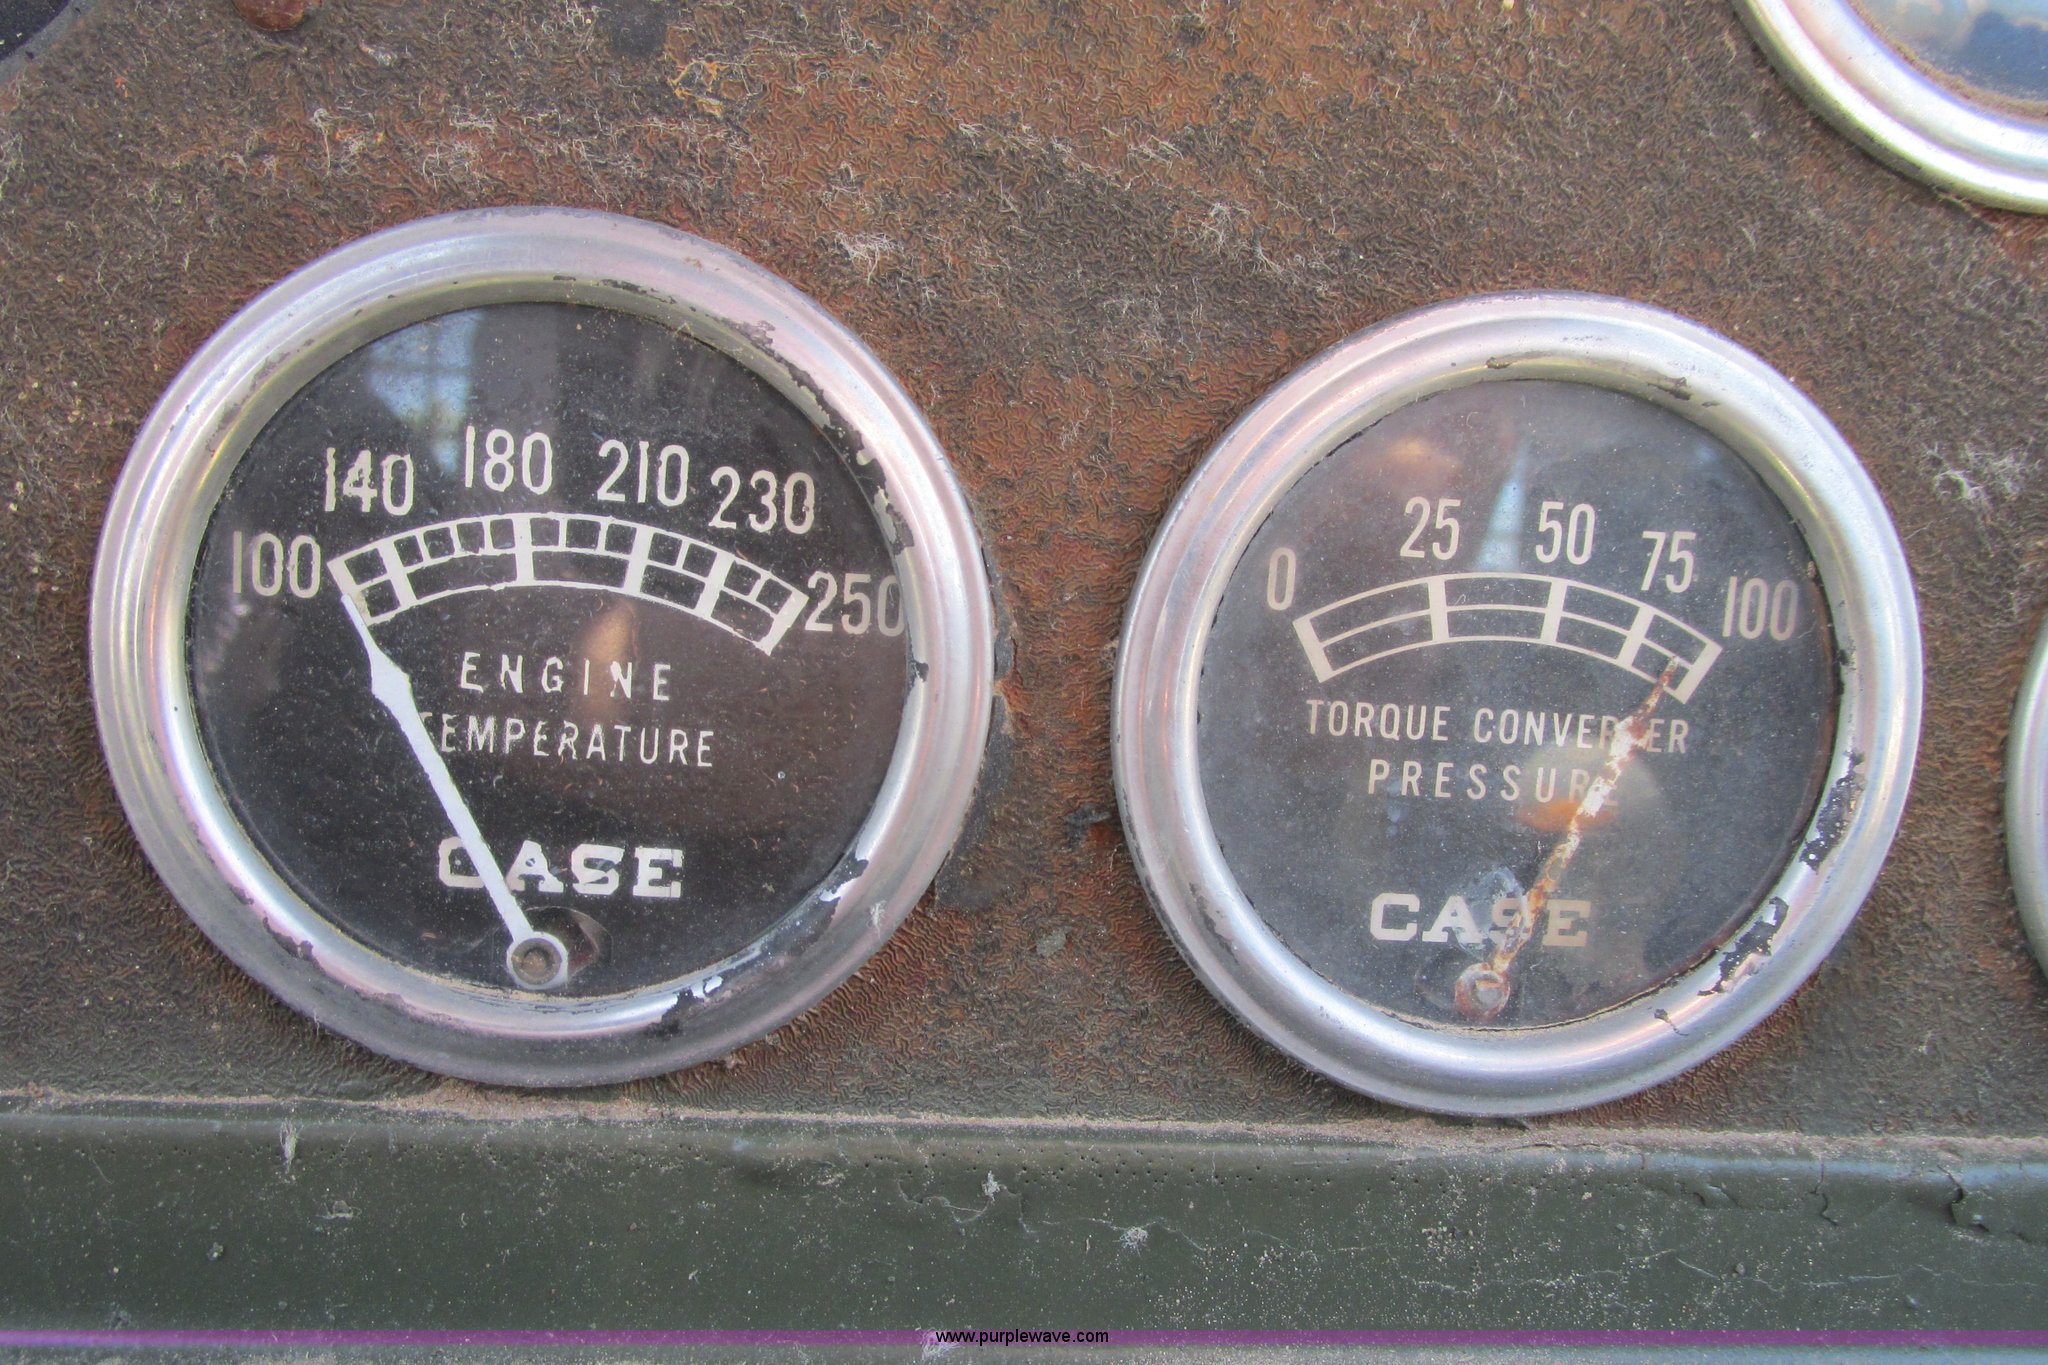 100 140 180 210 230 250
ENGINE
TEMPERATURE
CASE
0 25 50 75 100
TORQUE CONVERTER
PRESSURE
CASE
www.purplewave.com